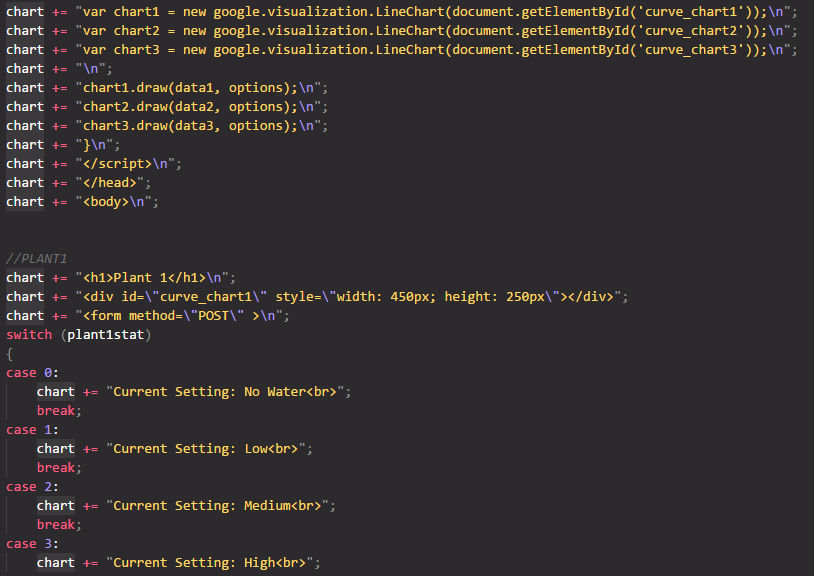 chart += "var chart1 = new google.visualization.LineChart(document.getElementById('curve_chart1'));\n";
chart += "var chart2 = new google.visualization.LineChart(document.getElementById('curve_chart2'));\n";
chart += "var chart3 = new google.visualization.LineChart(document.getElementById('curve_chart3'));\n";
chart += "\n";
chart += "chart1.draw(data1, options);\n";
chart += "chart2.draw(data2, options);\n";
chart += "chart3.draw(data3, options);\n";
chart += "}\n";
chart += "</script>\n";
chart += "</head>";
chart += "<body>\n";
//PLANT1
chart += "<h1>Plant 1</h1>\n";
chart += "<div id=\"curve_chart1\" style=\"width: 450px; height: 250px\"></div>";
chart += "<form method=\"POST\" >\n";
switch (plant1stat)
{
case 0:
    chart += "Current Setting: No Water<br>";
    break;
case 1:
    chart += "Current Setting: Low<br>";
    break;
case 2:
    chart += "Current Setting: Medium<br>";
    break;
case 3:
    chart += "Current Setting: High<br>";